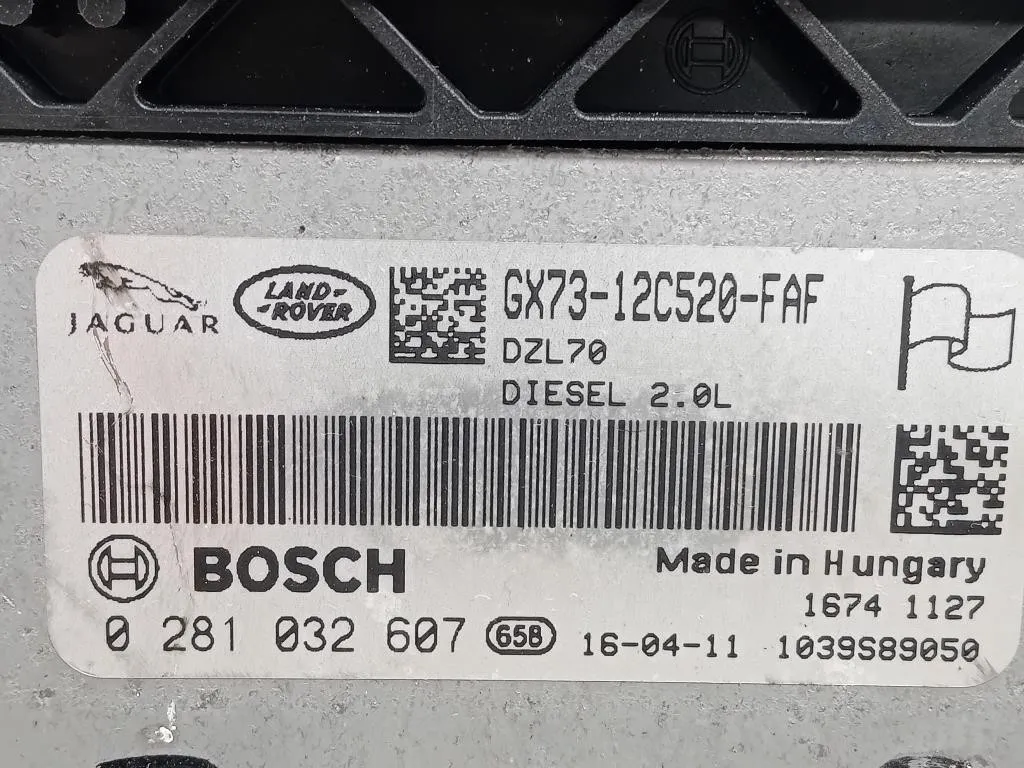 JAGUAR
LAND-
-ROVER
GX73-12C520-FAF
DZL70
DIESEL 2.0L
BOSCH
Made in Hungary
1674 1127
0 281 032 607 65B 16-04-11 1039S89050